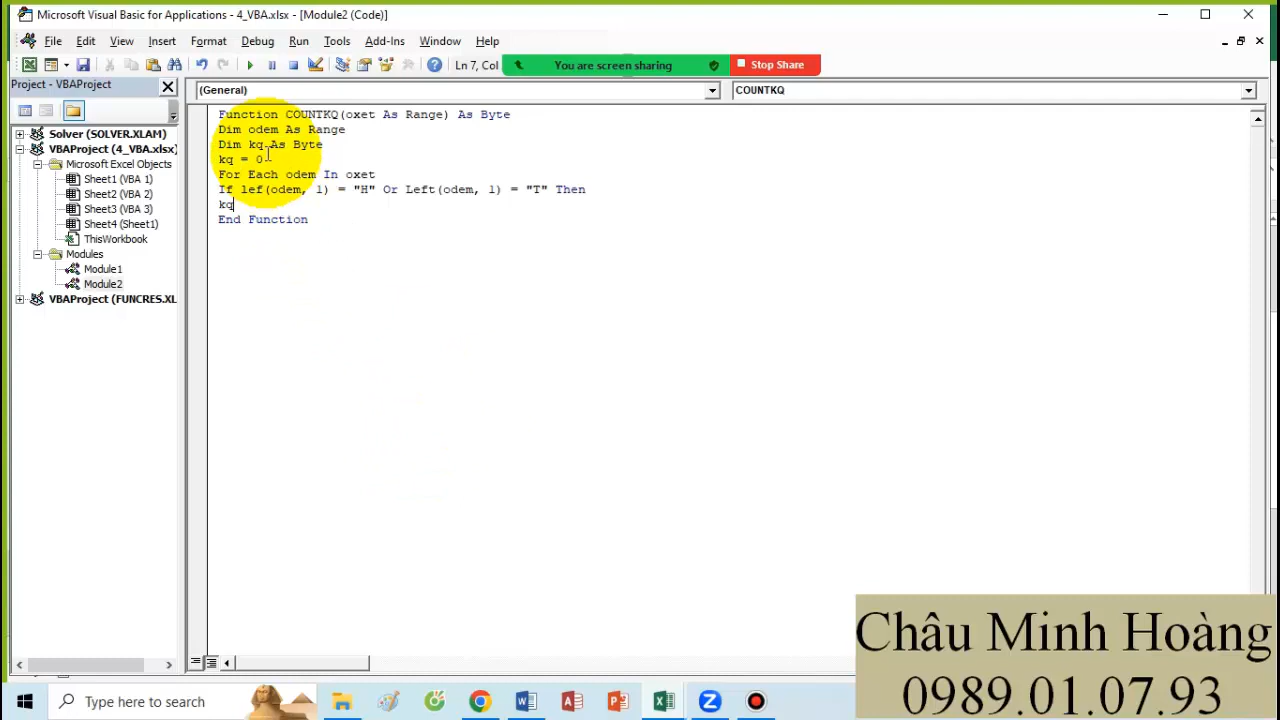 Microsoft Visual Basic for Applications - 4_VBA.xlsx - [Module2 (Code)]
File Edit View Insert Format Debug Run Tools Add-Ins Window Help
Ln 7, Col
You are screen sharing
Stop Share
Project - VBAProject
(General)
COUNTKQ
Solver (SOLVER.XLAM)
VBAProject (4_VBA.xlsx)
Microsoft Excel Objects
Sheet1 (VBA 1)
Sheet2 (VBA 2)
Sheet3 (VBA 3)
Sheet4 (Sheet1)
ThisWorkbook
Modules
Module1
Module2
VBAProject (FUNCRES.XL
Function COUNTKQ(oxet As Range) As Byte
Dim odem As Range
Dim kq As Byte
kq = 0
For Each odem In oxet
If lef(odem, 1) = "H" Or Left(odem, 1) = "T" Then
kq
End Function
Châu Minh Hoàng
0989.01.07.93
Type here to search